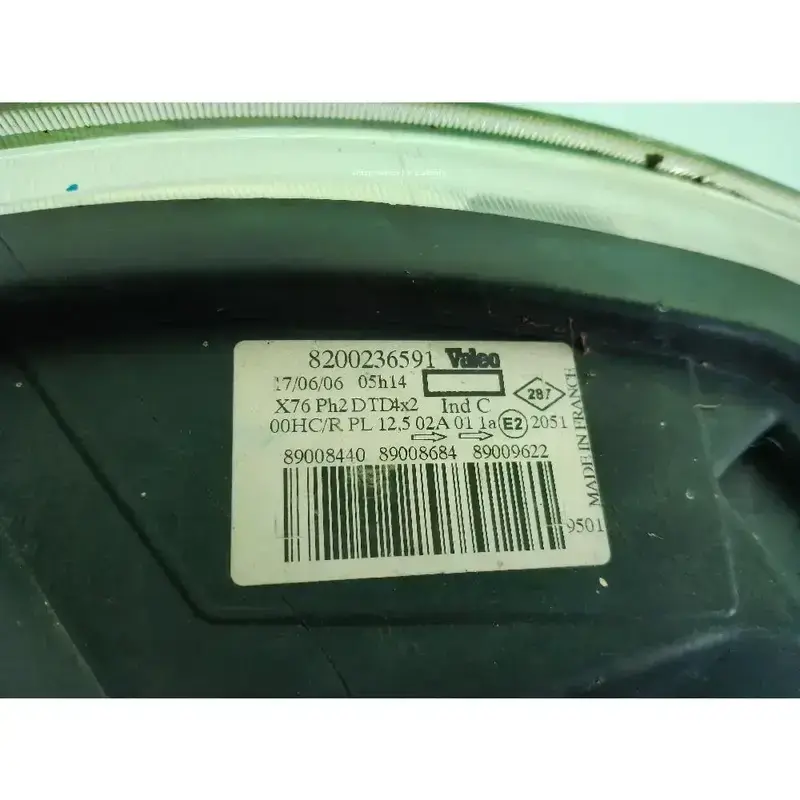 8200236591 Valeo
17/06/06 05h14
X76 Ph2 DTD4x2 Ind C
287
00HC/R PL 12,5 02A 01 1a E2 2051
89008440 89008684 89009622
9501
MADE IN FRANCE